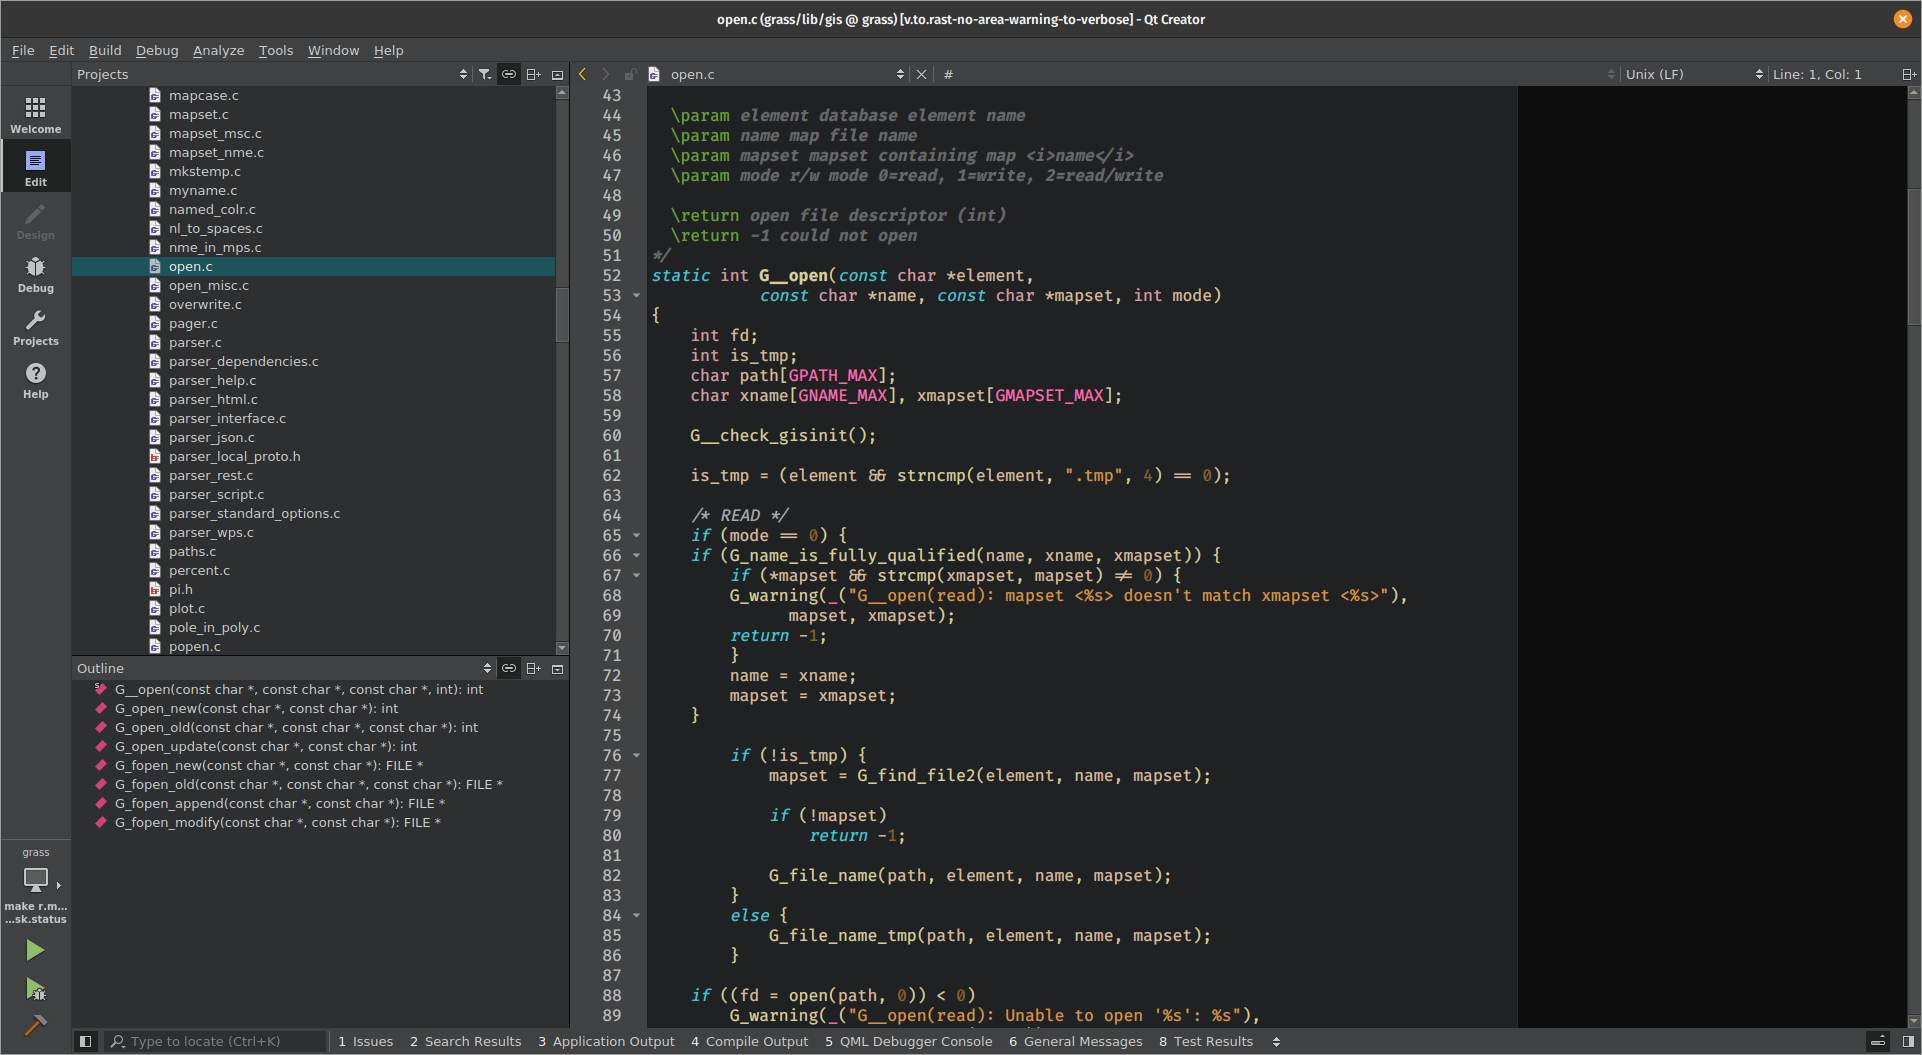 open.c (grass/lib/gis @ grass) [v.to.rast-no-area-warning-to-verbose] - Qt Creator
File Edit Build Debug Analyze Tools Window Help
Projects
open.c
#
Unix (LF)
Line: 1, Col: 1
Welcome
Edit
Design
Debug
Projects
Help
mapcase.c
mapset.c
mapset_msc.c
mapset_nme.c
mkstemp.c
myname.c
named_colr.c
nl_to_spaces.c
nme_in_mps.c
open.c
open_misc.c
overwrite.c
pager.c
parser.c
parser_dependencies.c
parser_help.c
parser_html.c
parser_interface.c
parser_json.c
parser_local_proto.h
parser_rest.c
parser_script.c
parser_standard_options.c
parser_wps.c
paths.c
percent.c
pi.h
plot.c
pole_in_poly.c
popen.c
Outline
G__open(const char *, const char *, const char *, int): int
G_open_new(const char *, const char *): int
G_open_old(const char *, const char *, const char *): int
G_open_update(const char *, const char *): int
G_fopen_new(const char *, const char *): FILE *
G_fopen_old(const char *, const char *, const char *): FILE *
G_fopen_append(const char *, const char *): FILE *
G_fopen_modify(const char *, const char *): FILE *
grass
make r.m...
...sk.status
43
44 \param element database element name
45 \param name map file name
46 \param mapset mapset containing map <i>name</i>
47 \param mode r/w mode 0=read, 1=write, 2=read/write
48
49 \return open file descriptor (int)
50 \return -1 could not open
51 */
52 static int G__open(const char *element,
53 const char *name, const char *mapset, int mode)
54 {
55 int fd;
56 int is_tmp;
57 char path[GPATH_MAX];
58 char xname[GNAME_MAX], xmapset[GMAPSET_MAX];
59
60 G__check_gisinit();
61
62 is_tmp = (element && strncmp(element, ".tmp", 4) == 0);
63
64 /* READ */
65 if (mode == 0) {
66 if (G_name_is_fully_qualified(name, xname, xmapset)) {
67 if (*mapset && strcmp(xmapset, mapset) != 0) {
68 G_warning(_("G__open(read): mapset <%s> doesn't match xmapset <%s>"),
69 mapset, xmapset);
70 return -1;
71 }
72 name = xname;
73 mapset = xmapset;
74 }
75
76 if (!is_tmp) {
77 mapset = G_find_file2(element, name, mapset);
78
79 if (!mapset)
80 return -1;
81
82 G_file_name(path, element, name, mapset);
83 }
84 else {
85 G_file_name_tmp(path, element, name, mapset);
86 }
87
88 if ((fd = open(path, 0)) < 0)
89 G_warning(_("G__open(read): Unable to open '%s': %s"),
Type to locate (Ctrl+K)
1 Issues 2 Search Results 3 Application Output 4 Compile Output 5 QML Debugger Console 6 General Messages 8 Test Results